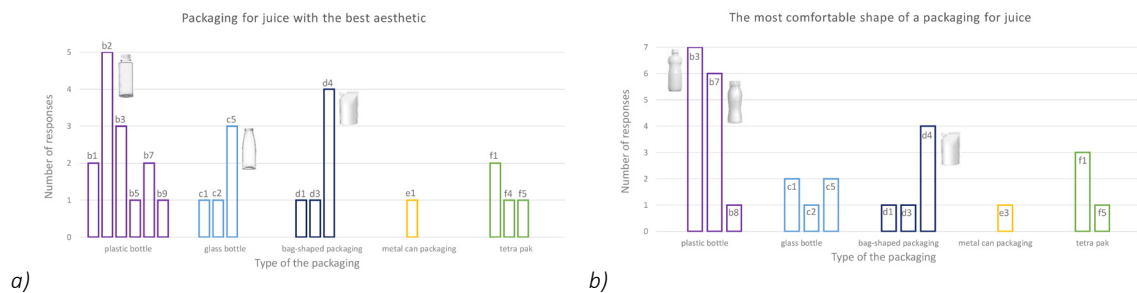 Packaging for juice with the best aesthetic
Number of responses
5
4
3
2
1
0
b1
b2
b3
b5
b7
b9
c1
c2
c5
d1
d3
d4
e1
f1
f4
f5
plastic bottle
glass bottle
bag-shaped packaging
metal can packaging
tetra pak
Type of the packaging
a)
The most comfortable shape of a packaging for juice
Number of responses
7
6
5
4
3
2
1
0
b3
b7
b8
c1
c2
c5
d1
d3
d4
e3
f1
f5
plastic bottle
glass bottle
bag-shaped packaging
metal can packaging
tetra pak
Type of the packaging
b)